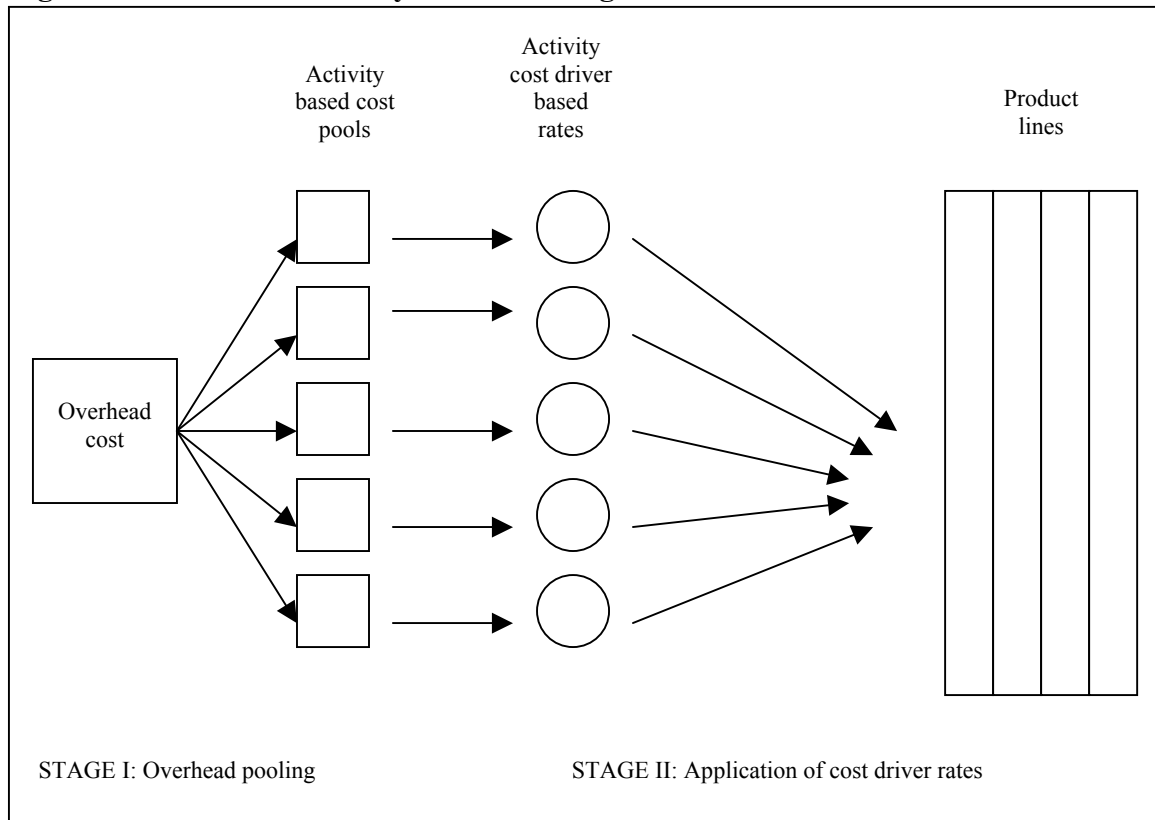 Activity
based cost
pools
Activity
cost driver
based
rates
Product
lines
Overhead
cost
STAGE I: Overhead pooling
STAGE II: Application of cost driver rates